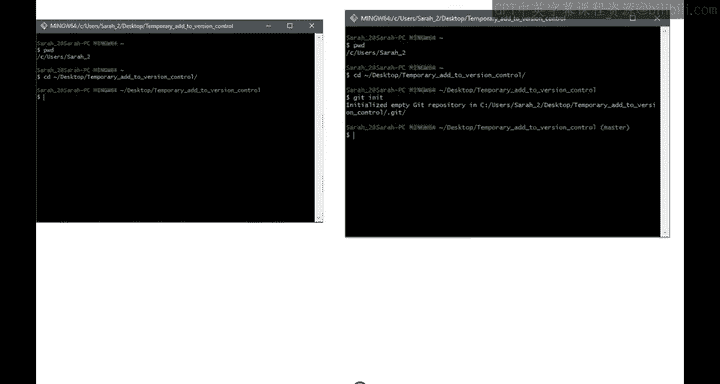 MINGW64:/c/Users/Sarah_2/Desktop/Temporary_add_to_version_control
Sarah_2@Sarah-PC MINGW64 ~
$ pwd
/c/Users/Sarah_2
Sarah_2@Sarah-PC MINGW64 ~
$ cd ~/Desktop/Temporary_add_to_version_control/
Sarah_2@Sarah-PC MINGW64 ~/Desktop/Temporary_add_to_version_control
$
MINGW64:/c/Users/Sarah_2/Desktop/Temporary_add_to_version_control
Sarah_2@Sarah-PC MINGW64 ~
$ pwd
/c/Users/Sarah_2
Sarah_2@Sarah-PC MINGW64 ~
$ cd ~/Desktop/Temporary_add_to_version_control/
Sarah_2@Sarah-PC MINGW64 ~/Desktop/Temporary_add_to_version_control
$ git init
Initialized empty Git repository in C:/Users/Sarah_2/Desktop/Temporary_add_to_versi
on_control/.git/
Sarah_2@Sarah-PC MINGW64 ~/Desktop/Temporary_add_to_version_control (master)
$